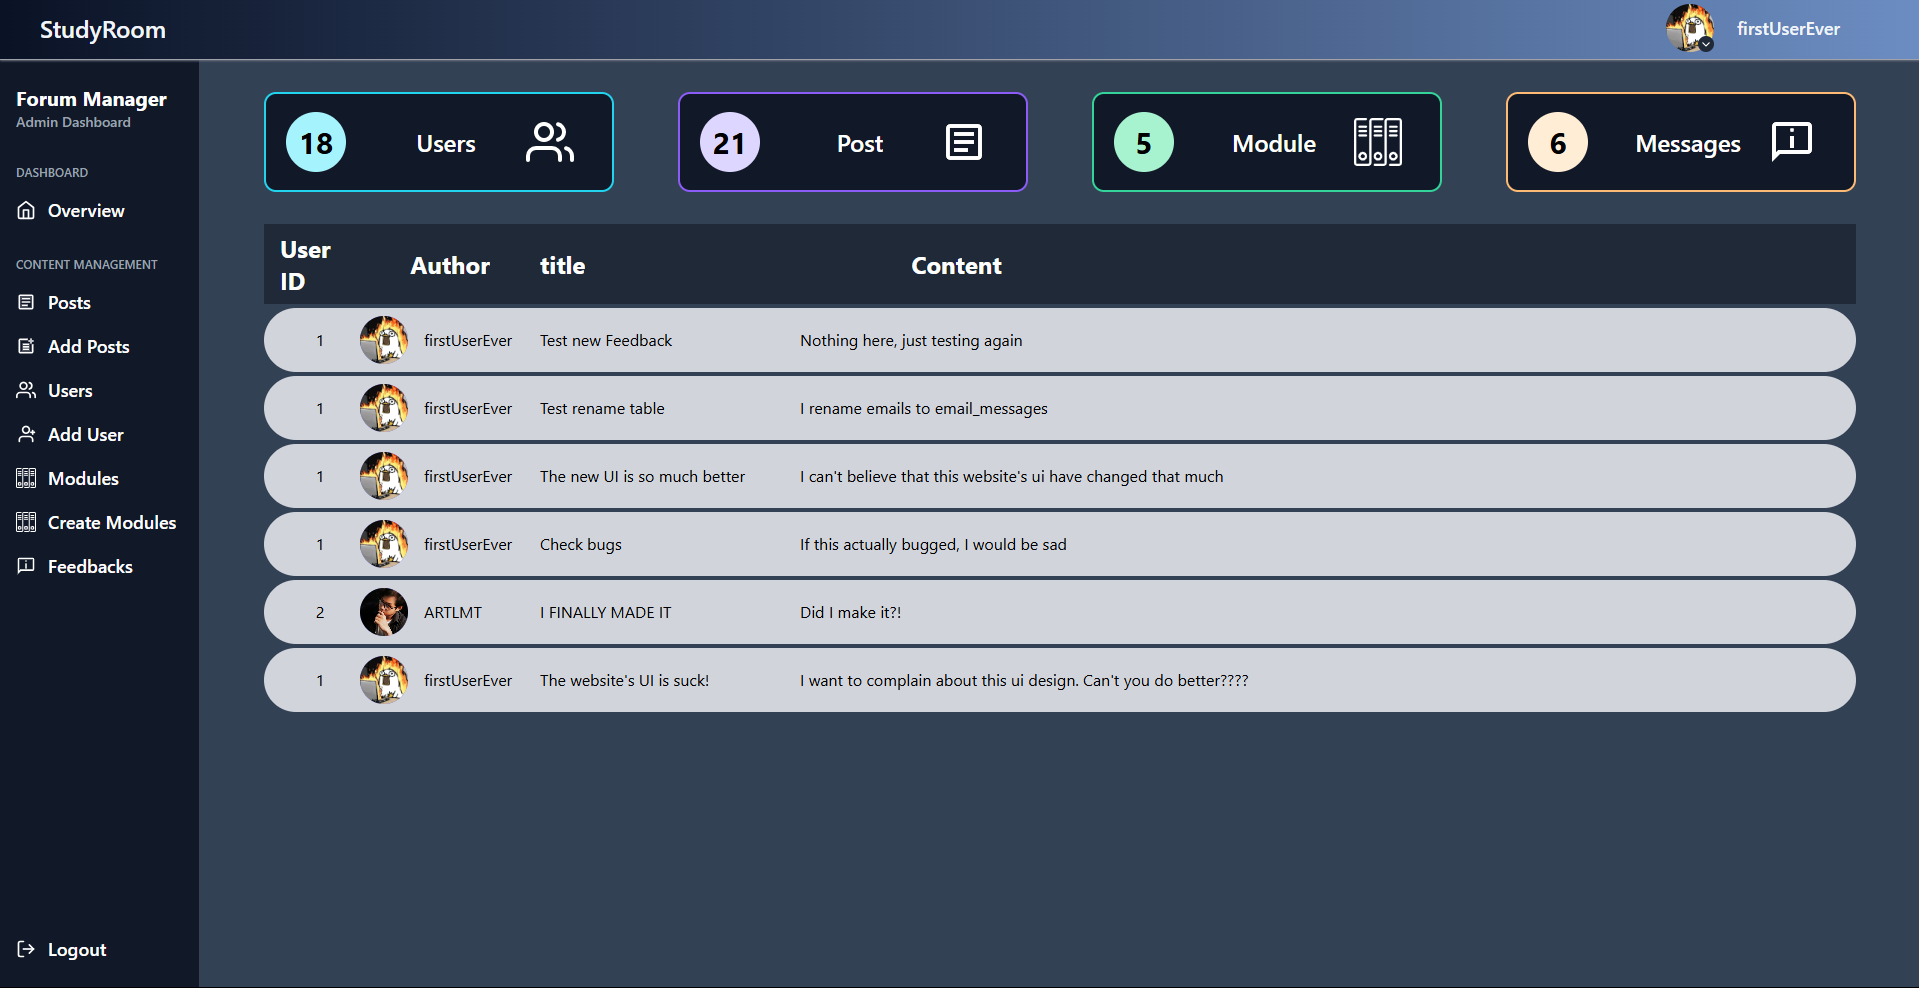 StudyRoom
firstUserEver
Forum Manager
Admin Dashboard
DASHBOARD
Overview
CONTENT MANAGEMENT
Posts
Add Posts
Users
Add User
Modules
Create Modules
Feedbacks
Logout
18 Users
21 Post
5 Module
6 Messages
User ID Author title Content
1 firstUserEver Test new Feedback Nothing here, just testing again
1 firstUserEver Test rename table I rename emails to email_messages
1 firstUserEver The new UI is so much better I can't believe that this website's ui have changed that much
1 firstUserEver Check bugs If this actually bugged, I would be sad
2 ARTLMT I FINALLY MADE IT Did I make it?!
1 firstUserEver The website's UI is suck! I want to complain about this ui design. Can't you do better????